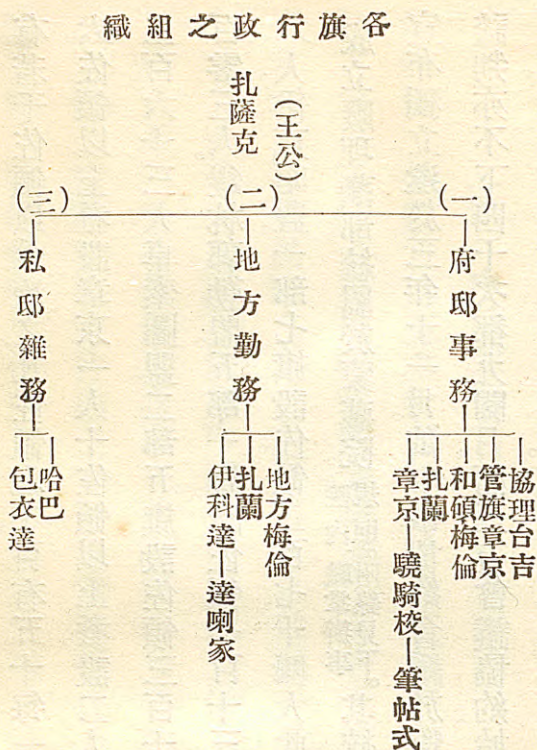 各旗行政之組織
(王公)
扎薩克
(一)
府邸事務
協理台吉
管旗章京
和碩梅倫
扎蘭
章京—驍騎校—筆帖式
(二)
地方勤務
地方梅倫
扎蘭
伊科達—達喇家
(三)
私邸雜務
哈巴
包衣達